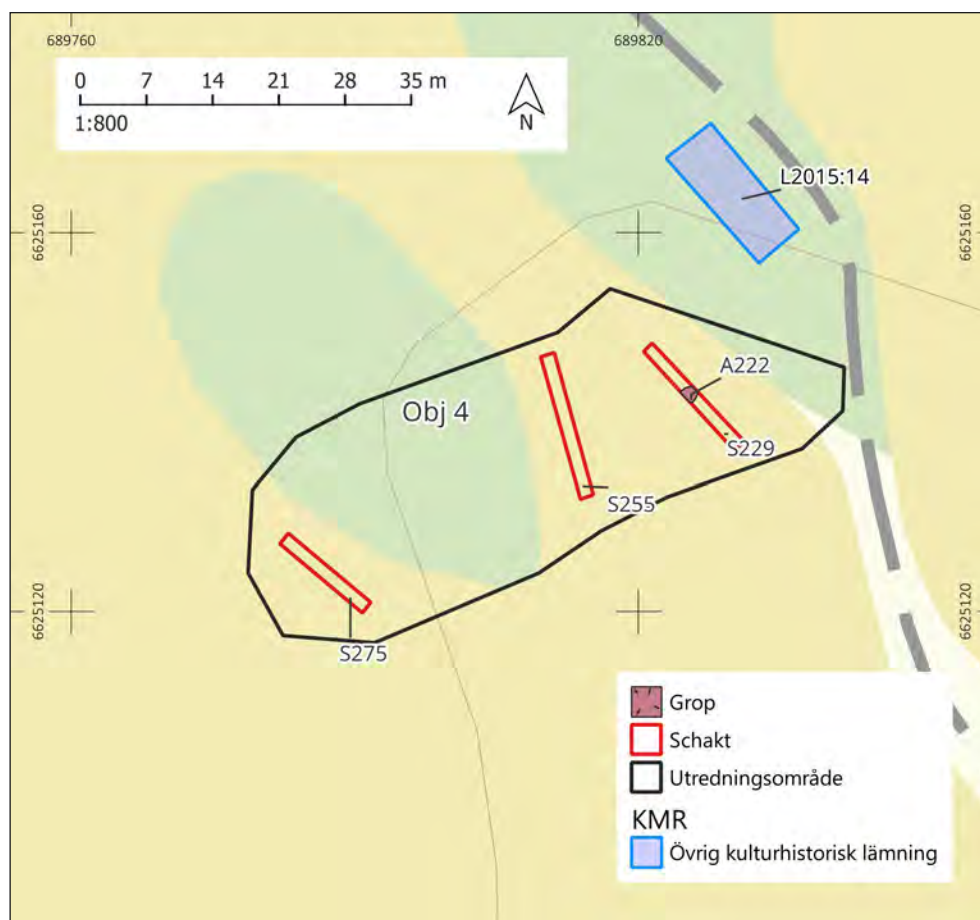 689760
689820
0 7 14 21 28 35 m
1:800
N
L2015:14
6625160
6625160
A222
Obj 4
S229
S255
6625120
6625120
S275
Grop
Schakt
Utredningsområde
KMR
Övrig kulturhistorisk lämning